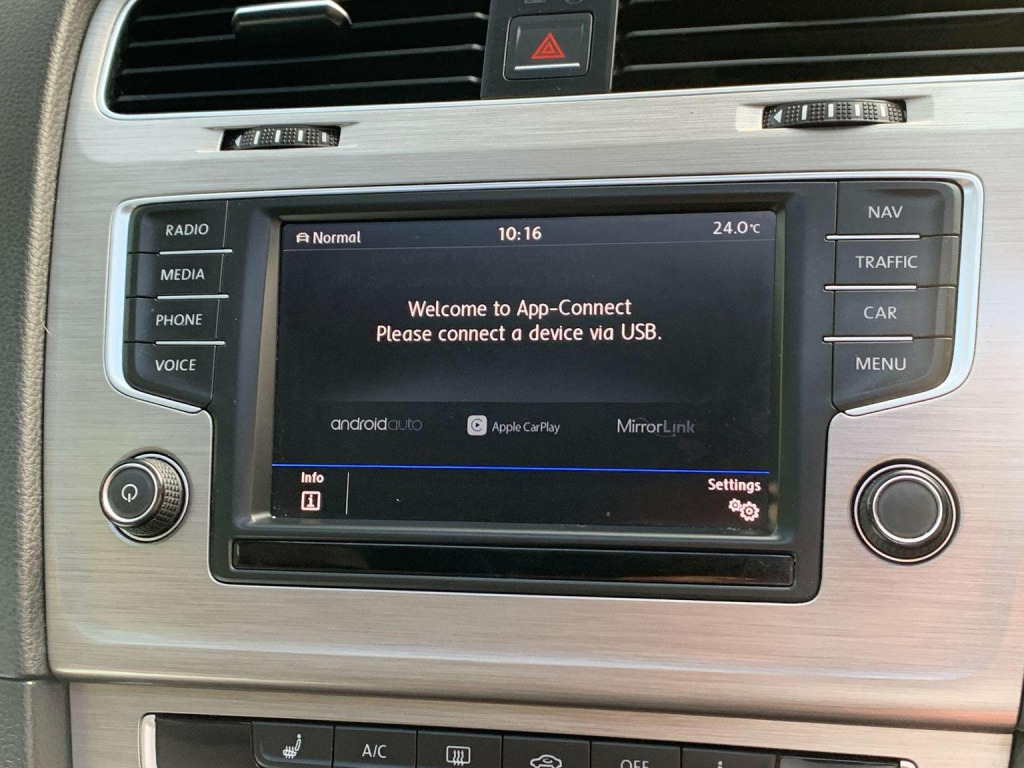 RADIO
MEDIA
PHONE
VOICE
Normal
10:16
24.0°C
Welcome to App-Connect
Please connect a device via USB.
androidauto
Apple CarPlay
MirrorLink
Info
i
Settings
NAV
TRAFFIC
CAR
MENU
A/C
OFF